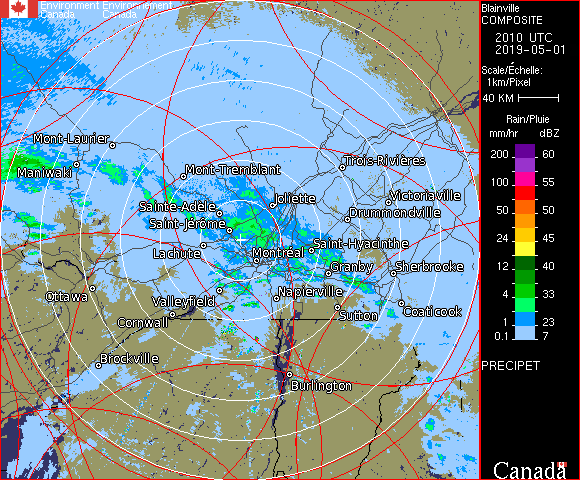 Environment Environnement
Canada Canada
Blainville
COMPOSITE
2010 UTC
2019-05-01
Scale/Échelle:
1km/Pixel
40 KM
Rain/Pluie
mm/hr dBZ
200 60
100 55
50 50
24 45
12 40
4 33
1 23
0.1 7
PRECIPET
Canada
Mont-Laurier
Maniwaki
Mont-Tremblant
Trois-Rivières
Joliette
Victoriaville
Sainte-Adèle
Drummondville
Saint-Jérôme
Saint-Hyacinthe
Lachute
Montréal
Granby
Sherbrooke
Ottawa
Valleyfield
Napierville
Cornwall
Sutton
Coaticook
Brockville
Burlington